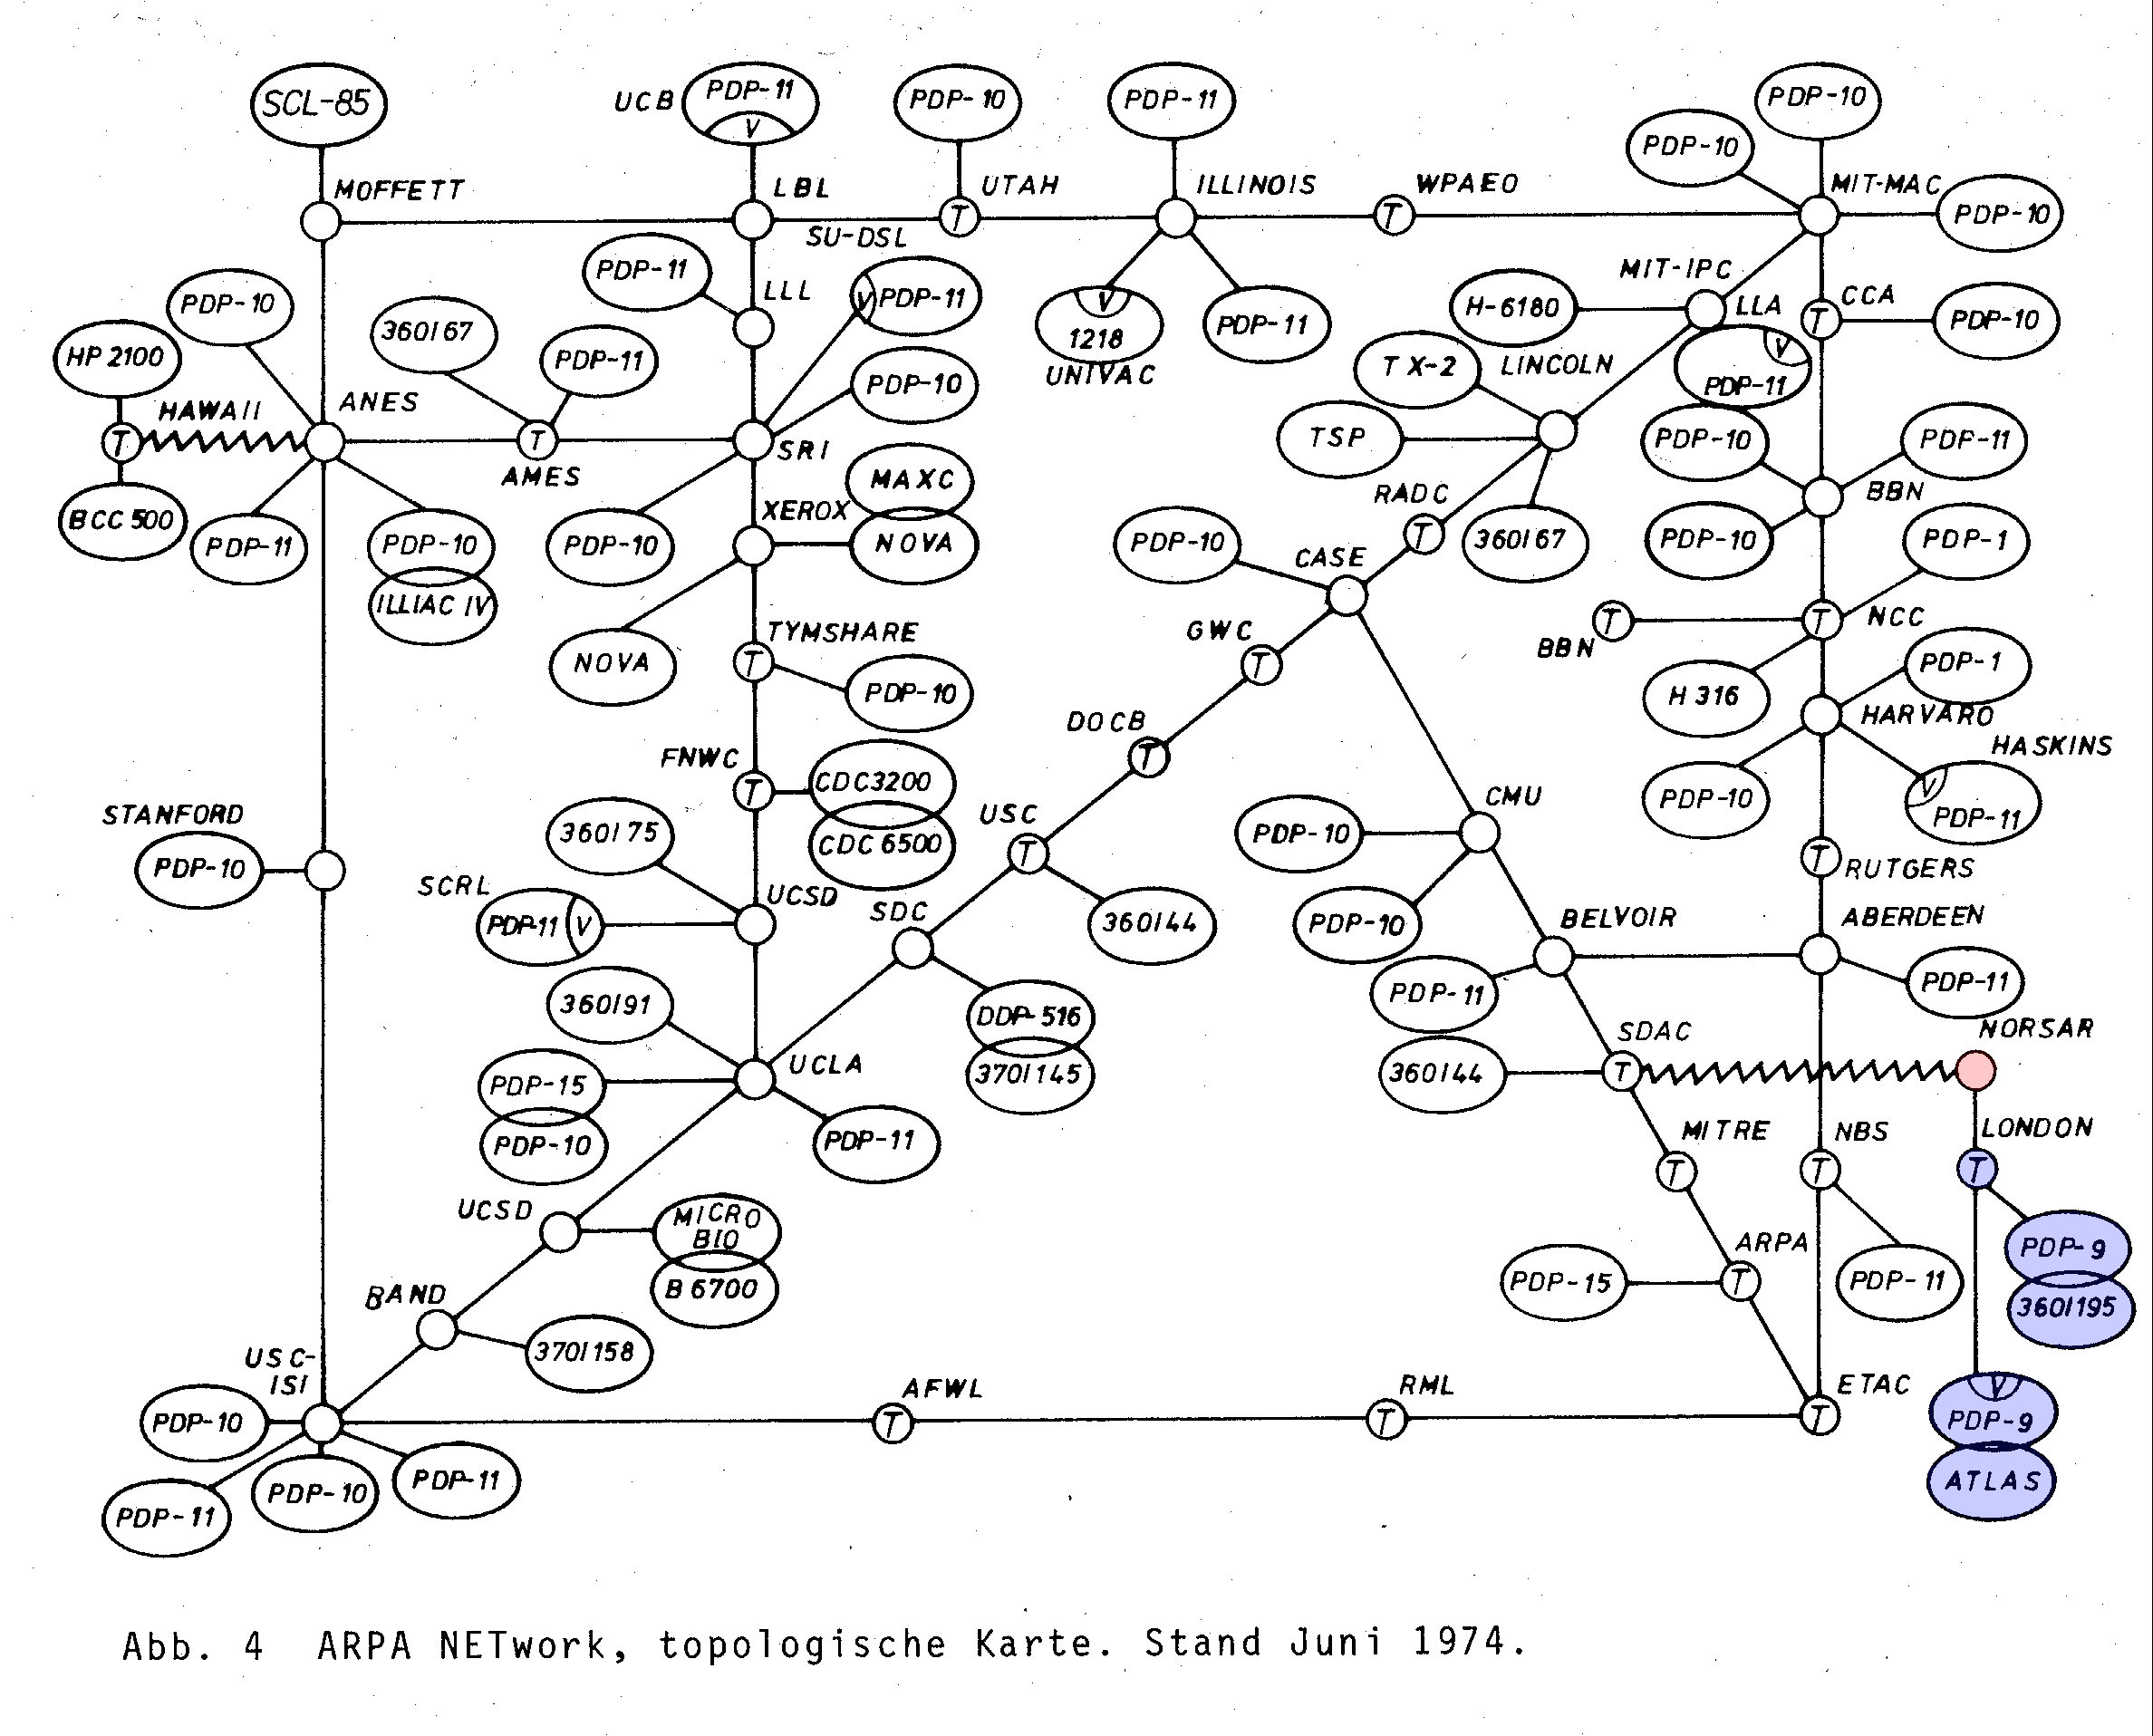 SCL-85
UCB
PDP-11
V
PDP-10
PDP-11
PDP-10
PDP-10
MOFFETT
LBL
UTAH
T
ILLINOIS
WPAEO
T
MIT-MAC
PDP-10
SU-DSL
PDP-11
LLL
V PDP-11
V
1218
UNIVAC
PDP-11
MIT-IPC
H-6180
LLA
V
PDP-11
CCA
T
PDP-10
PDP-10
HP 2100
360/67
PDP-11
HAWAII
T
ANES
T
AMES
PDP-10
SRI
TX-2
LINCOLN
TSP
PDP-10
PDP-11
BBN
PDP-10
BCC 500
PDP-11
PDP-10
ILLIAC IV
PDP-10
XEROX
MAXC
NOVA
NOVA
RADC
T
360/67
PDP-10
CASE
PDP-1
BBN
T
T
NCC
H 316
TYMSHARE
T
PDP-10
GWC
T
PDP-1
HARVARO
HASKINS
PDP-10
V
PDP-11
DOCB
T
FNWC
T
CDC3200
CDC 6500
STANFORD
PDP-10
360/75
SCRL
PDP-11 V
UCSD
USC
T
360/44
PDP-10
CMU
PDP-10
T
RUTGERS
SDC
BELVOIR
ABERDEEN
PDP-11
PDP-11
360/91
DDP-516
370/145
PDP-15
PDP-10
UCLA
PDP-11
SDAC
360/44
T
NORSAR
MITRE
T
NBS
T
LONDON
T
UCSD
MICRO
BIO
B 6700
ARPA
PDP-15
T
PDP-11
PDP-9
360/195
BAND
370/158
USC-
ISI
PDP-10
AFWL
T
RML
T
ETAC
T
V
PDP-9
ATLAS
PDP-11
PDP-10
PDP-11
Abb. 4 ARPA NETwork, topologische Karte. Stand Juni 1974.